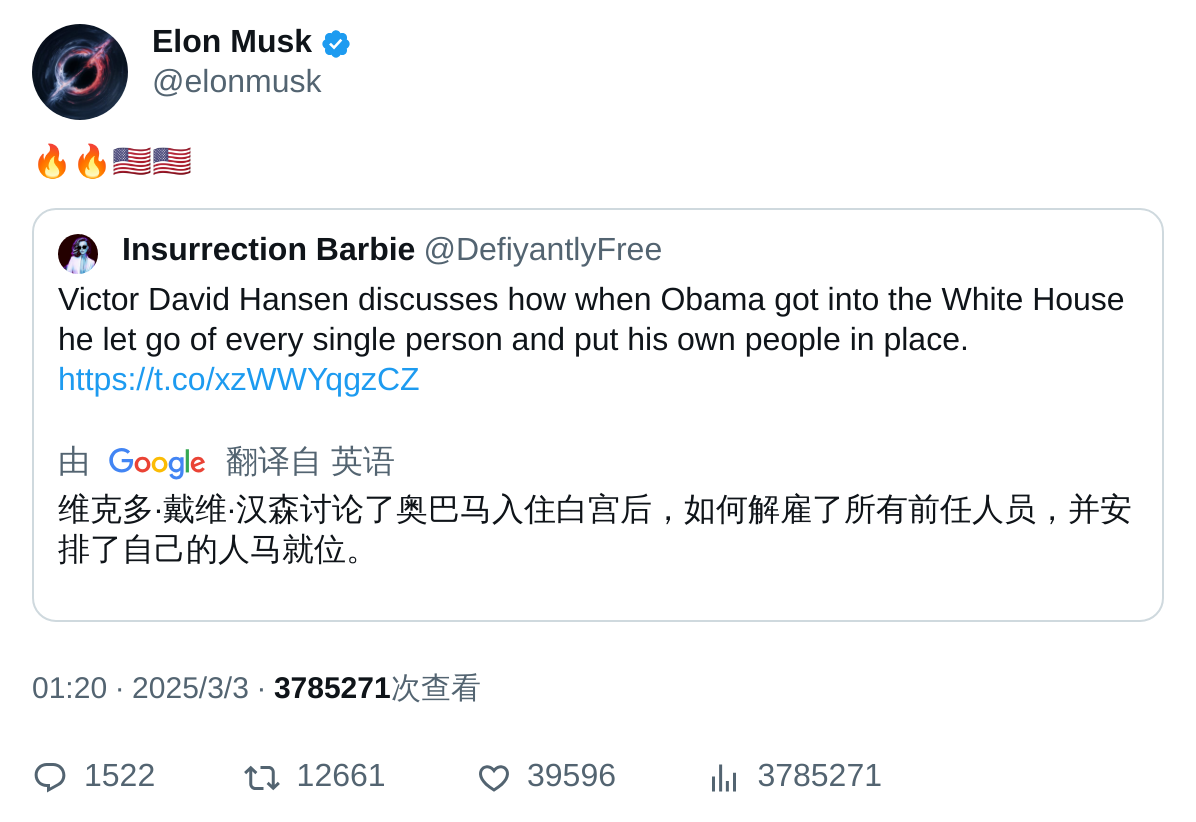 Elon Musk
@elonmusk
🔥🔥🇺🇸🇺🇸
Insurrection Barbie @DefiyantlyFree
Victor David Hansen discusses how when Obama got into the White House
he let go of every single person and put his own people in place.
https://t.co/xzWWYqgzCZ
由 Google 翻译自 英语
维克多·戴维·汉森讨论了奥巴马入住白宫后，如何解雇了所有前任人员，并安
排了自己的人马就位。
01:20 · 2025/3/3 · 3785271次查看
1522 12661 39596 3785271